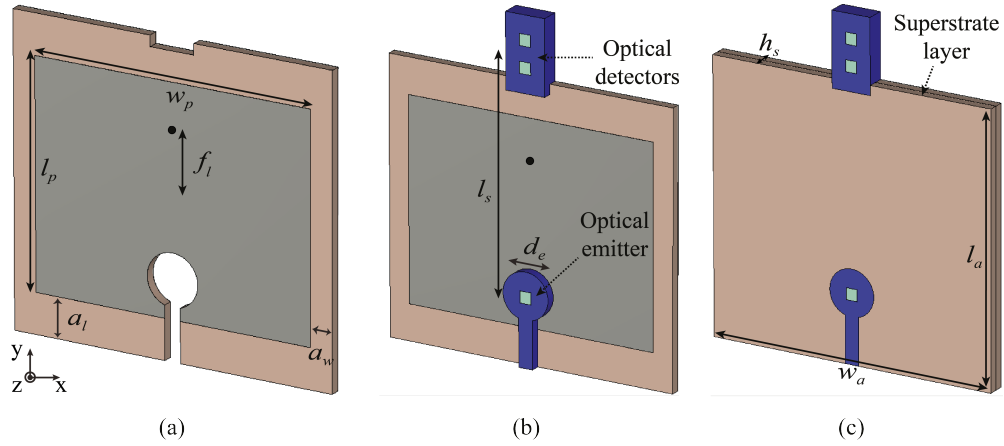 w_p
l_p
f_l
a_l
a_w
y
z
x
(a)
Optical
detectors
l_s
Optical
emitter
d_e
(b)
Superstrate
layer
h_s
l_a
w_a
(c)